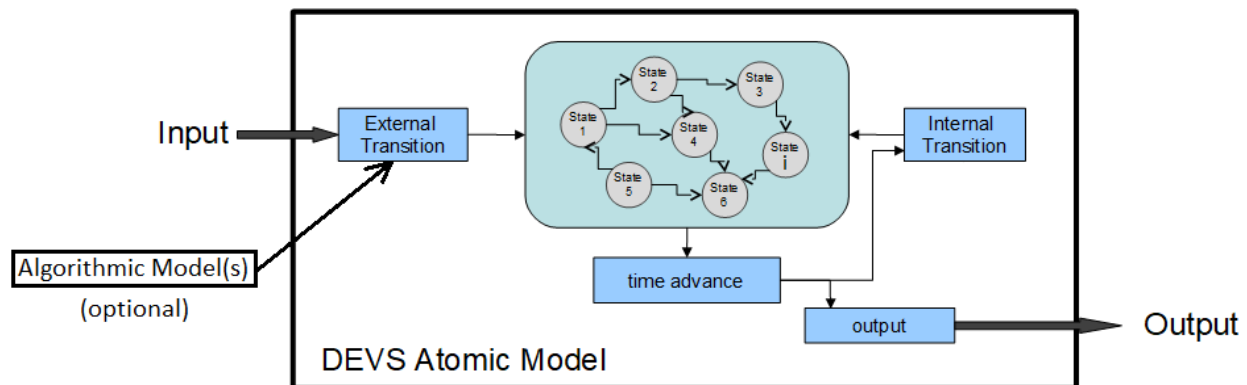 Input
External
Transition
State
1
State
2
State
3
State
4
State
5
State
6
State
i
Internal
Transition
Algorithmic Model(s)
(optional)
time advance
output
Output
DEVS Atomic Model